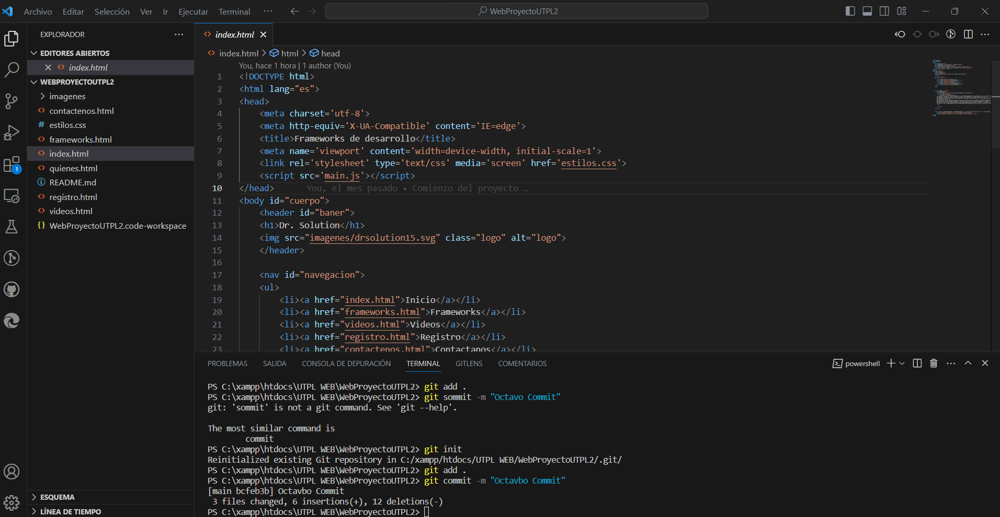 Archivo Editar Selección Ver Ir Ejecutar Terminal ··· WebProyectoUTPL2
EXPLORADOR
EDITORES ABIERTOS
index.html
WEBPROYECTOUTPL2
imagenes
contactenos.html
estilos.css
frameworks.html
index.html
quienes.html
README.md
registro.html
videos.html
WebProyectoUTPL2.code-workspace
ESQUEMA
LÍNEA DE TIEMPO
1
index.html
index.html > html > head
You, hace 1 hora | 1 author (You)
1 <!DOCTYPE html>
2 <html lang="es">
3 <head>
4 <meta charset='utf-8'>
5 <meta http-equiv='X-UA-Compatible' content='IE=edge'>
6 <title>Frameworks de desarrollo</title>
7 <meta name='viewport' content='width=device-width, initial-scale=1'>
8 <link rel='stylesheet' type='text/css' media='screen' href='estilos.css'>
9 <script src='main.js'></script>
10 </head> You, el mes pasado • Comienzo del proyecto …
11 <body id="cuerpo">
12 <header id="baner">
13 <h1>Dr. Solution</h1>
14 <img src="imagenes/drsolution15.svg" class="logo" alt="logo">
15 </header>
16
17 <nav id="navegacion">
18 <ul>
19 <li><a href="index.html">Inicio</a></li>
20 <li><a href="frameworks.html">Frameworks</a></li>
21 <li><a href="videos.html">Videos</a></li>
22 <li><a href="registro.html">Registro</a></li>
23 <li><a href="contactenos.html">Contactanos</a></li>
PROBLEMAS SALIDA CONSOLA DE DEPURACIÓN TERMINAL GITLENS COMENTARIOS powershell
PS C:\xampp\htdocs\UTPL WEB\WebProyectoUTPL2> git add .
PS C:\xampp\htdocs\UTPL WEB\WebProyectoUTPL2> git sommit -m "Octavo Commit"
git: 'sommit' is not a git command. See 'git --help'.
The most similar command is
commit
PS C:\xampp\htdocs\UTPL WEB\WebProyectoUTPL2> git init
Reinitialized existing Git repository in C:/xampp/htdocs/UTPL WEB/WebProyectoUTPL2/.git/
PS C:\xampp\htdocs\UTPL WEB\WebProyectoUTPL2> git add .
PS C:\xampp\htdocs\UTPL WEB\WebProyectoUTPL2> git commit -m "Octavbo Commit"
[main bcfeb3b] Octavbo Commit
3 files changed, 6 insertions(+), 12 deletions(-)
PS C:\xampp\htdocs\UTPL WEB\WebProyectoUTPL2>